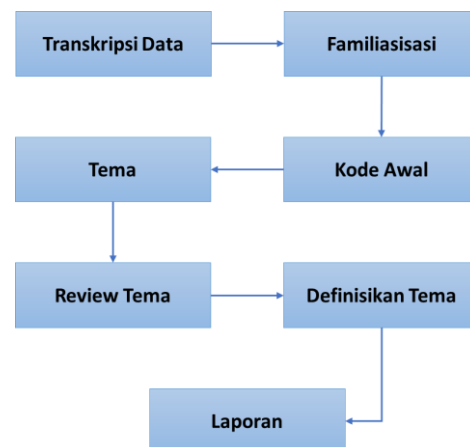 Transkripsi Data
Familiasisasi
Kode Awal
Tema
Review Tema
Definisikan Tema
Laporan